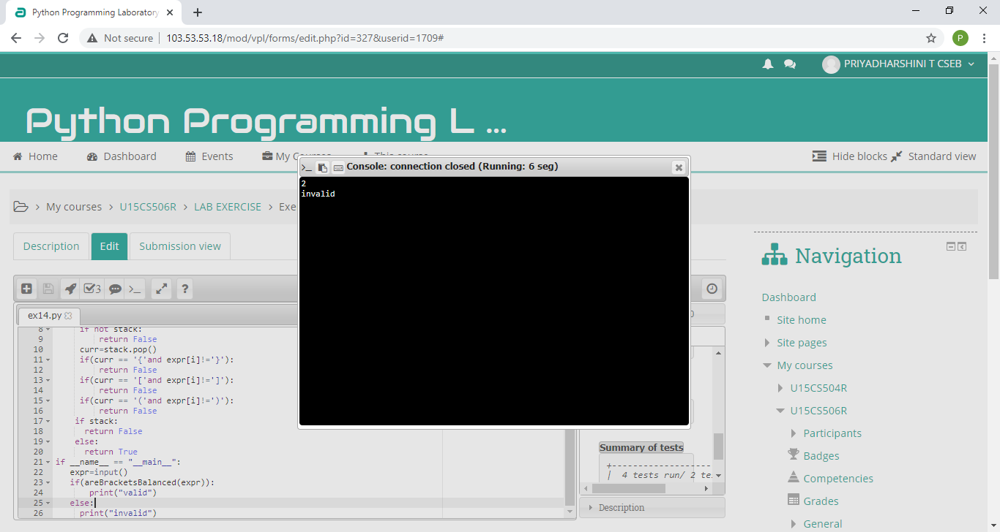 Python Programming Laboratory
Not secure
103.53.53.18/mod/vpl/forms/edit.php?id=327&userid=1709#
P
PRIYADHARSHINI T CSEB
Python Programming L ...
Home
Dashboard
Events
My Courses
This course
Hide blocks
Standard view
>_ Console: connection closed (Running: 6 seg)
2
invalid
> My courses > U15CS506R > LAB EXERCISE > Exe
Description
Edit
Submission view
3
>_
?
ex14.py
8 if not stack:
9 return False
10 curr=stack.pop()
11 if(curr == '{'and expr[i]!='}'):
12 return False
13 if(curr == '['and expr[i]!=']'):
14 return False
15 if(curr == '('and expr[i]!=')'):
16 return False
17 if stack:
18 return False
19 else:
20 return True
21 if __name__ == "__main__":
22 expr=input()
23 if(areBracketsBalanced(expr)):
24 print("valid")
25 else:
26 print("invalid")
Summary of tests
+--------------------
| 4 tests run/ 2 te
Description
Navigation
Dashboard
Site home
Site pages
My courses
U15CS504R
U15CS506R
Participants
Badges
Competencies
Grades
General